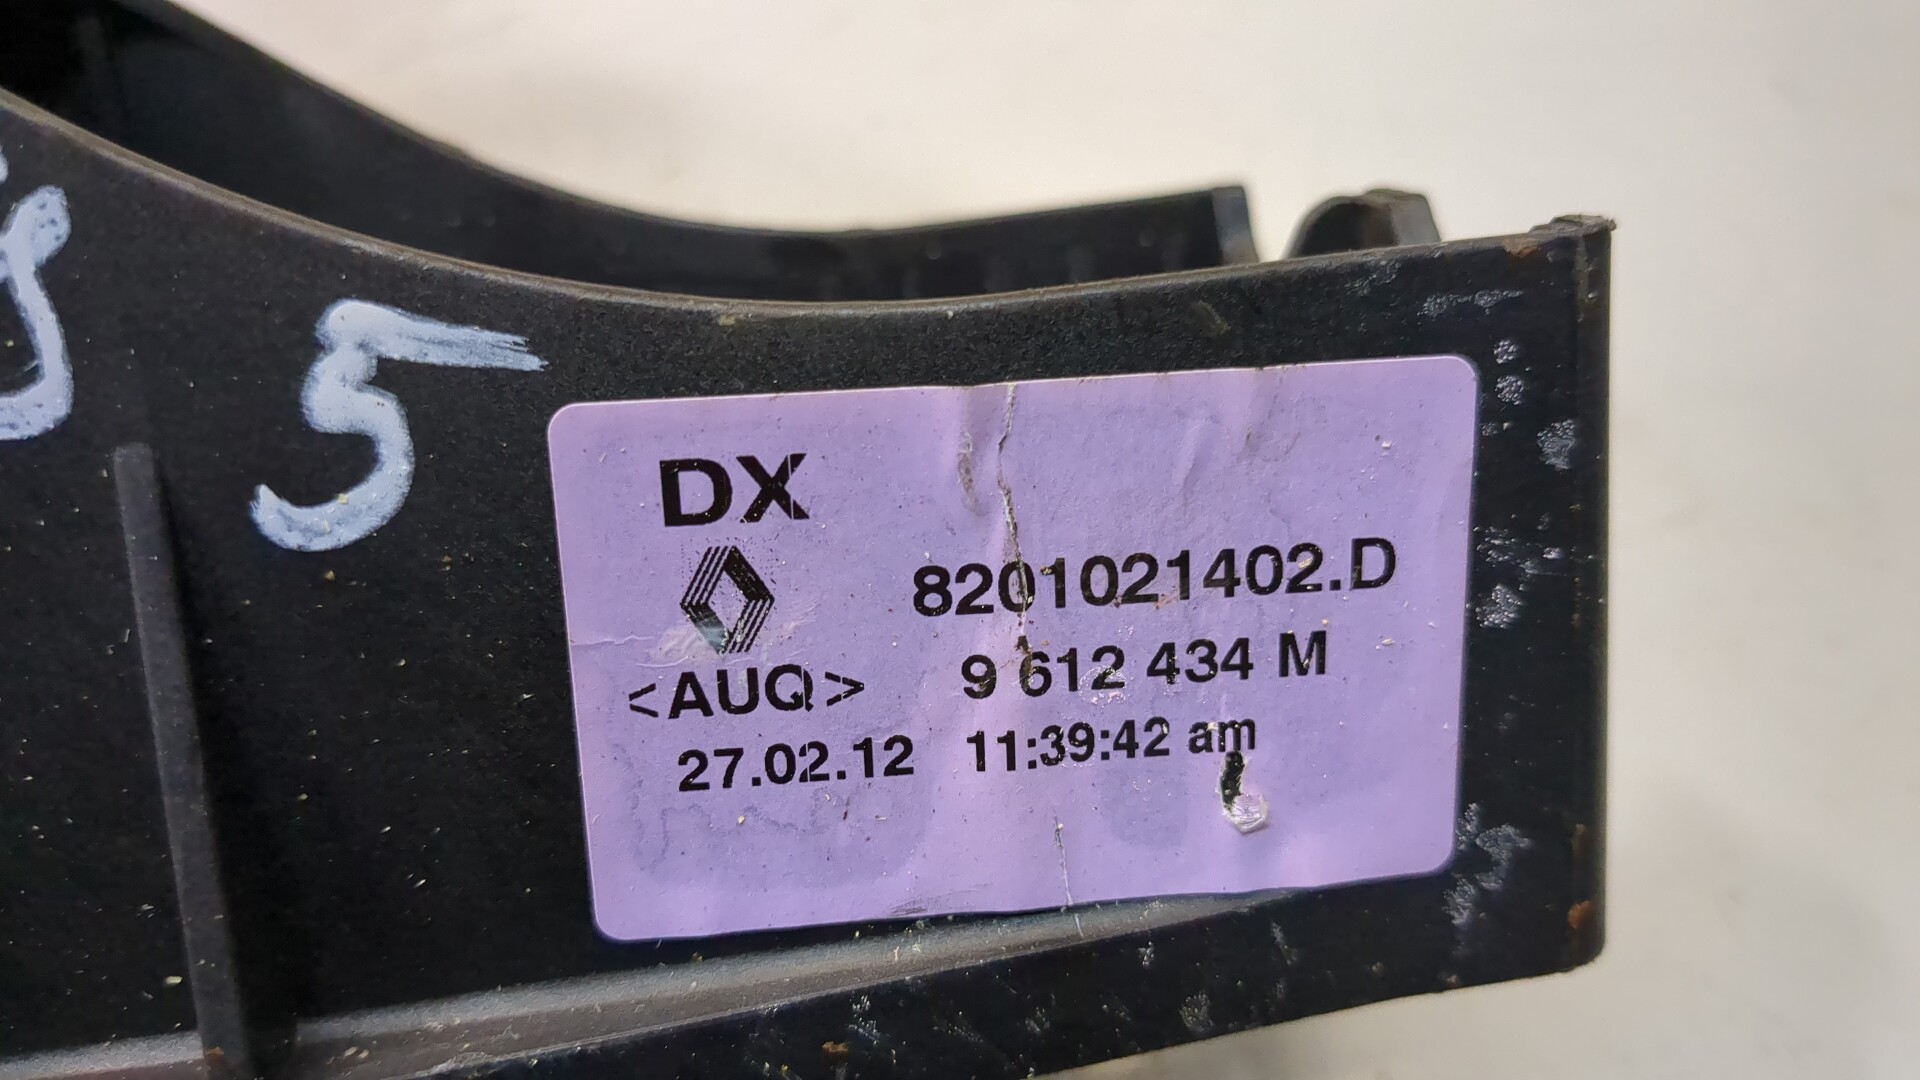 5
DX
8201021402.D
<AUQ> 9 612 434 M
27.02.12 11:39:42 am